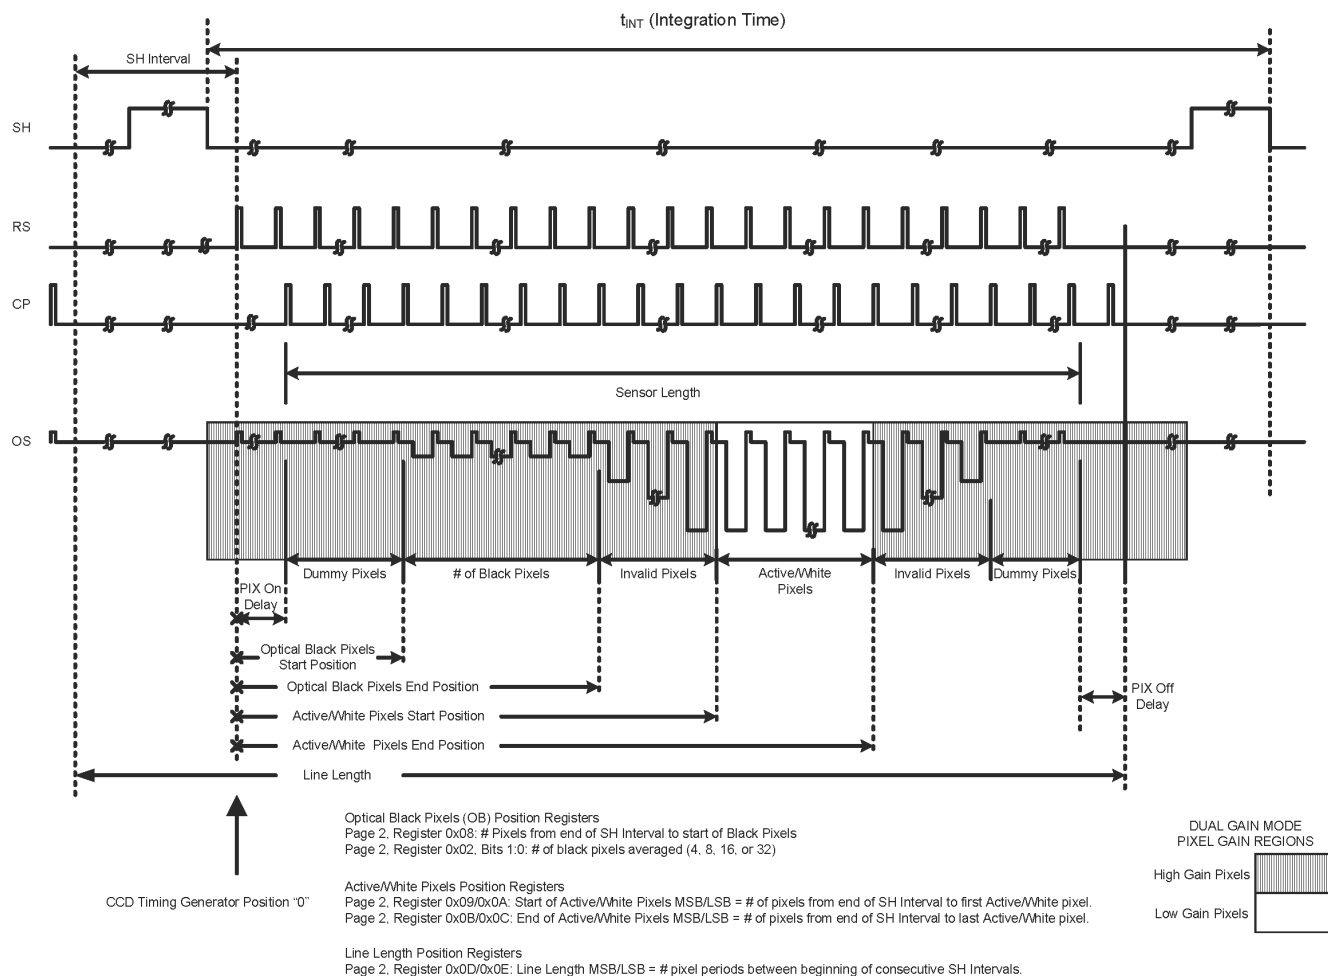 tINT (Integration Time)
SH Interval
SH
RS
CP
Sensor Length
OS
Dummy Pixels
# of Black Pixels
Invalid Pixels
Active/White
Pixels
Invalid Pixels
Dummy Pixels
PIX On
Delay
Optical Black Pixels
Start Position
Optical Black Pixels End Position
PIX Off
Delay
Active/White Pixels Start Position
Active/White Pixels End Position
Line Length
CCD Timing Generator Position "0"
Optical Black Pixels (OB) Position Registers
Page 2, Register 0x08: # Pixels from end of SH Interval to start of Black Pixels
Page 2, Register 0x02, Bits 1:0: # of black pixels averaged (4, 8, 16, or 32)
Active/White Pixels Position Registers
Page 2, Register 0x09/0x0A: Start of Active/White Pixels MSB/LSB = # of pixels from end of SH Interval to first Active/White pixel.
Page 2, Register 0x0B/0x0C: End of Active/White Pixels MSB/LSB = # of pixels from end of SH Interval to last Active/White pixel.
Line Length Position Registers
Page 2, Register 0x0D/0x0E: Line Length MSB/LSB = # pixel periods between beginning of consecutive SH Intervals.
DUAL GAIN MODE
PIXEL GAIN REGIONS
High Gain Pixels
Low Gain Pixels